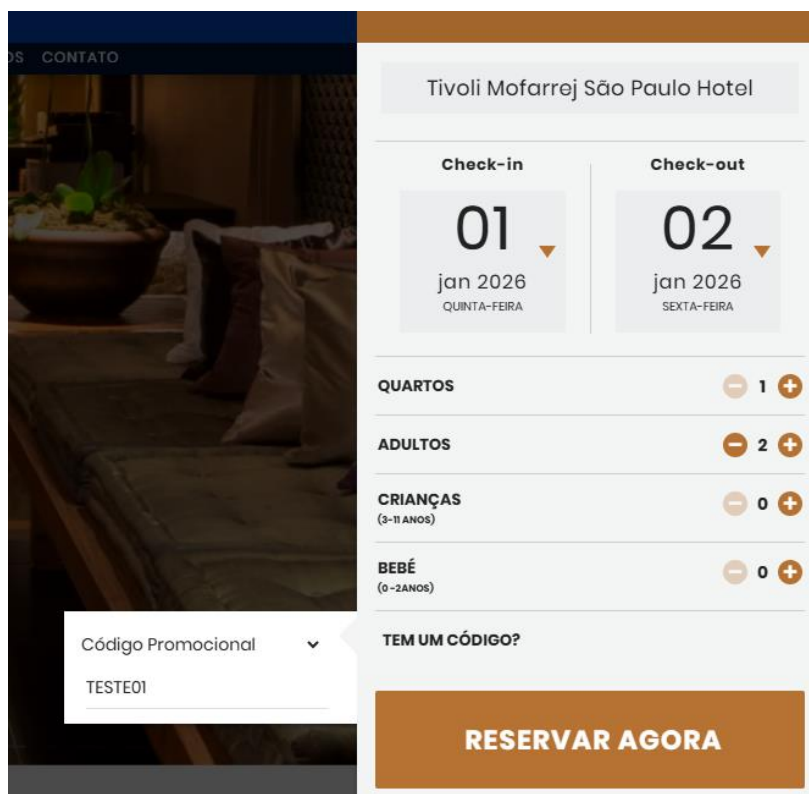 CONTATO
Tivoli Mofarrej São Paulo Hotel
Check-in
Check-out
01
02
jan 2026
jan 2026
QUINTA-FEIRA
SEXTA-FEIRA
QUARTOS 1
ADULTOS 2
CRIANÇAS 0
(3-11 ANOS)
BEBÉ 0
(0-2ANOS)
TEM UM CÓDIGO?
Código Promocional
TESTE01
RESERVAR AGORA